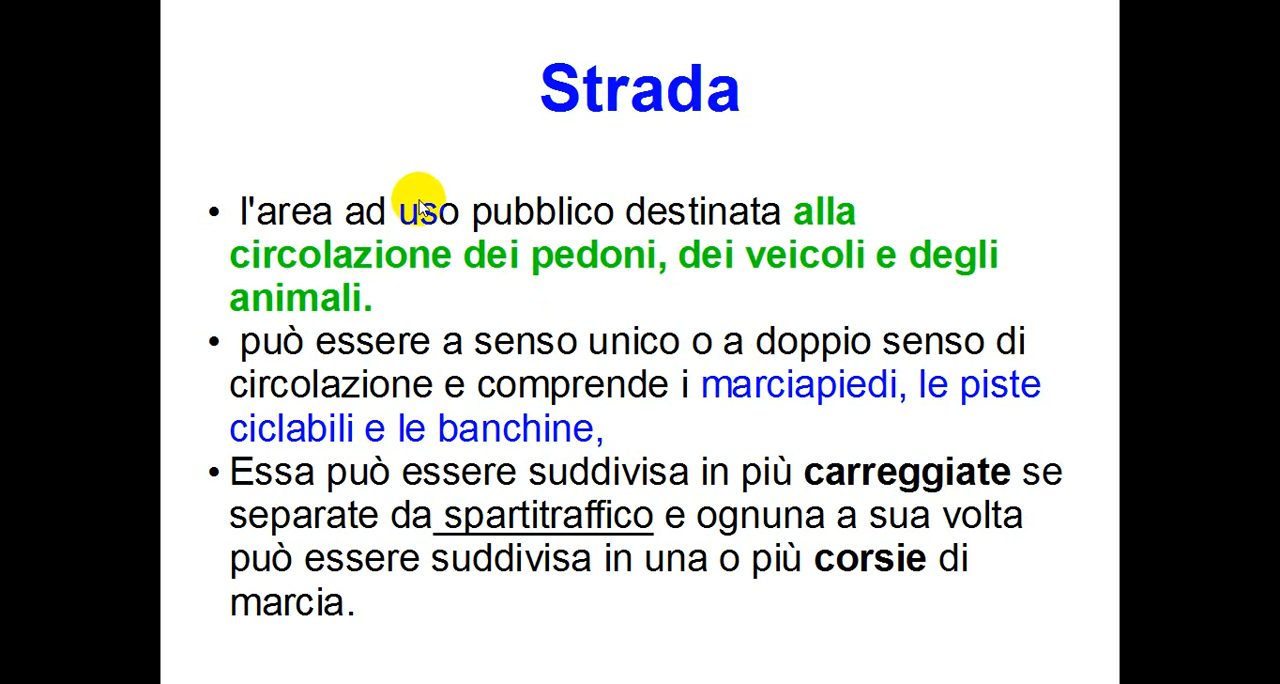 Strada
• l'area ad uso pubblico destinata alla
circolazione dei pedoni, dei veicoli e degli
animali.
• può essere a senso unico o a doppio senso di
circolazione e comprende i marciapiedi, le piste
ciclabili e le banchine,
• Essa può essere suddivisa in più carreggiate se
separate da spartitraffico e ognuna a sua volta
può essere suddivisa in una o più corsie di
marcia.